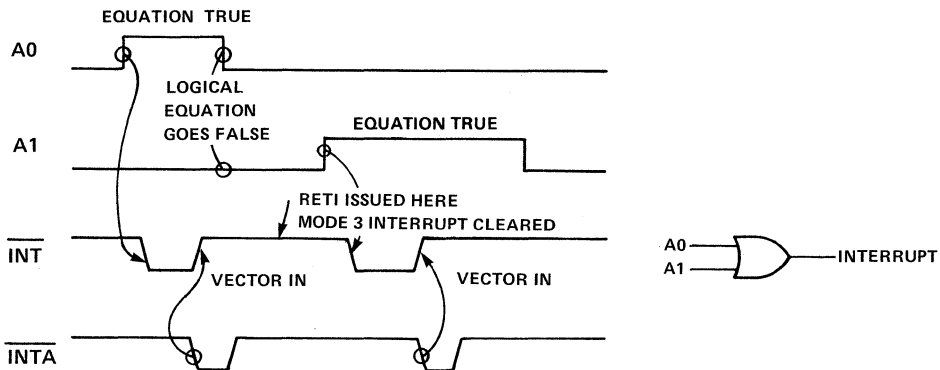 EQUATION TRUE
A0
LOGICAL
EQUATION
GOES FALSE
EQUATION TRUE
A1
RETI ISSUED HERE
MODE 3 INTERRUPT CLEARED
INT
VECTOR IN
VECTOR IN
A0
A1
INTERRUPT
INTA